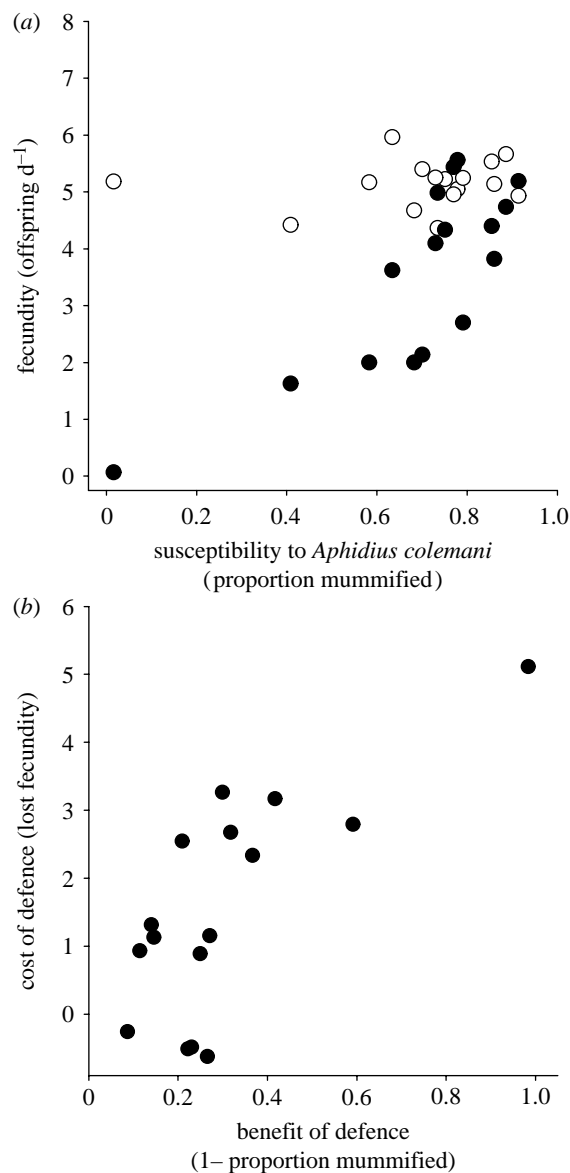 (a)
8
7
6
5
4
3
2
1
0
fecundity (offspring d⁻¹)
0 0.2 0.4 0.6 0.8 1.0
susceptibility to Aphidius colemani
(proportion mummified)
(b)
6
5
4
3
2
1
0
cost of defence (lost fecundity)
0 0.2 0.4 0.6 0.8 1.0
benefit of defence
(1– proportion mummified)